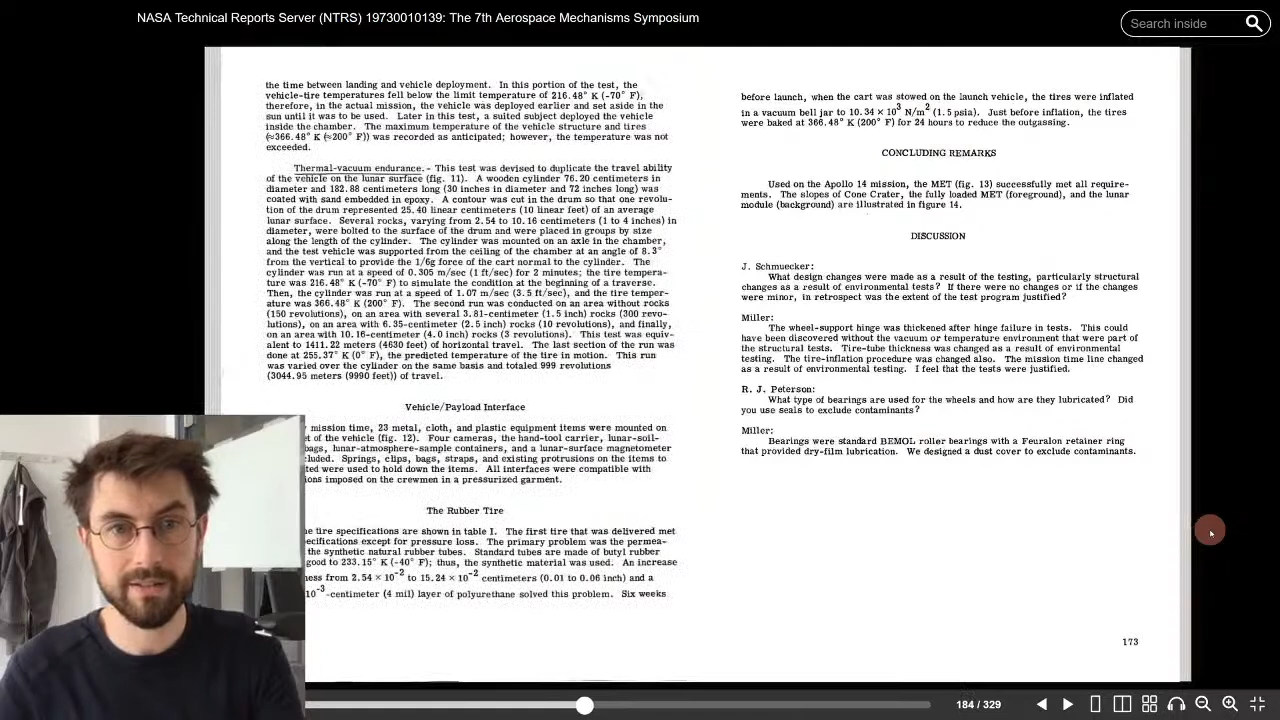 NASA Technical Reports Server (NTRS) 19730010139: The 7th Aerospace Mechanisms Symposium
Search inside
the time between landing and vehicle deployment. In this portion of the test, the
vehicle-tire temperatures fell below the limit temperature of 216.48° K (-70° F),
therefore, in the actual mission, the vehicle was deployed earlier and set aside in the
sun until it was to be used. Later in this test, a suited subject deployed the vehicle
inside the chamber. The maximum temperature of the vehicle structure and tires
(≈366.48° K (≈200° F)) was recorded as anticipated; however, the temperature was not
exceeded.
Thermal-vacuum endurance. - This test was devised to duplicate the travel ability
of the vehicle on the lunar surface (fig. 11). A wooden cylinder 76.20 centimeters in
diameter and 182.88 centimeters long (30 inches in diameter and 72 inches long) was
coated with sand embedded in epoxy. A contour was cut in the drum so that one revolu-
tion of the drum represented 25.40 linear centimeters (10 linear feet) of an average
lunar surface. Several rocks, varying from 2.54 to 10.16 centimeters (1 to 4 inches) in
diameter, were bolted to the surface of the drum and were placed in groups by size
along the length of the cylinder. The cylinder was mounted on an axle in the chamber,
and the test vehicle was supported from the ceiling of the chamber at an angle of 8.3°
from the vertical to provide the 1/6g force of the cart normal to the cylinder. The
cylinder was run at a speed of 0.305 m/sec (1 ft/sec) for 2 minutes; the tire tempera-
ture was 216.48° K (-70° F) to simulate the condition at the beginning of a traverse.
Then, the cylinder was run at a speed of 1.07 m/sec (3.5 ft/sec), and the tire temper-
ature was 366.48° K (200° F). The second run was conducted on an area without rocks
(150 revolutions), on an area with several 3.81-centimeter (1.5 inch) rocks (300 revo-
lutions), on an area with 6.35-centimeter (2.5 inch) rocks (10 revolutions), and finally,
on an area with 10.16-centimeter (4.0 inch) rocks (3 revolutions). This test was equiv-
alent to 1411.22 meters (4630 feet) of horizontal travel. The last section of the run was
done at 255.37° K (0° F), the predicted temperature of the tire in motion. This run
was varied over the cylinder on the same basis and totaled 999 revolutions
(3044.95 meters (9990 feet)) of travel.
Vehicle/Payload Interface
mission time, 23 metal, cloth, and plastic equipment items were mounted on
et of the vehicle (fig. 12). Four cameras, the hand-tool carrier, lunar-soil-
bags, lunar-atmosphere-sample containers, and a lunar-surface magnetometer
cluded. Springs, clips, bags, straps, and existing protrusions on the items to
ted were used to hold down the items. All interfaces were compatible with
ions imposed on the crewmen in a pressurized garment.
The Rubber Tire
e tire specifications are shown in table I. The first tire that was delivered met
ecifications except for pressure loss. The primary problem was the permea-
the synthetic natural rubber tubes. Standard tubes are made of butyl rubber
good to 233.15° K (-40° F); thus, the synthetic material was used. An increase
ness from 2.54 × 10⁻² to 15.24 × 10⁻² centimeters (0.01 to 0.06 inch) and a
10⁻³-centimeter (4 mil) layer of polyurethane solved this problem. Six weeks
before launch, when the cart was stowed on the launch vehicle, the tires were inflated
in a vacuum bell jar to 10.34 × 10³ N/m² (1.5 psia). Just before inflation, the tires
were baked at 366.48° K (200° F) for 24 hours to reduce the outgassing.
CONCLUDING REMARKS
Used on the Apollo 14 mission, the MET (fig. 13) successfully met all require-
ments. The slopes of Cone Crater, the fully loaded MET (foreground), and the lunar
module (background) are illustrated in figure 14.
DISCUSSION
J. Schmuecker:
What design changes were made as a result of the testing, particularly structural
changes as a result of environmental tests? If there were no changes or if the changes
were minor, in retrospect was the extent of the test program justified?
Miller:
The wheel-support hinge was thickened after hinge failure in tests. This could
have been discovered without the vacuum or temperature environment that were part of
the structural tests. Tire-tube thickness was changed as a result of environmental
testing. The tire-inflation procedure was changed also. The mission time line changed
as a result of environmental testing. I feel that the tests were justified.
R. J. Peterson:
What type of bearings are used for the wheels and how are they lubricated? Did
you use seals to exclude contaminants?
Miller:
Bearings were standard BEMOL roller bearings with a Feuralon retainer ring
that provided dry-film lubrication. We designed a dust cover to exclude contaminants.
173
184 / 329